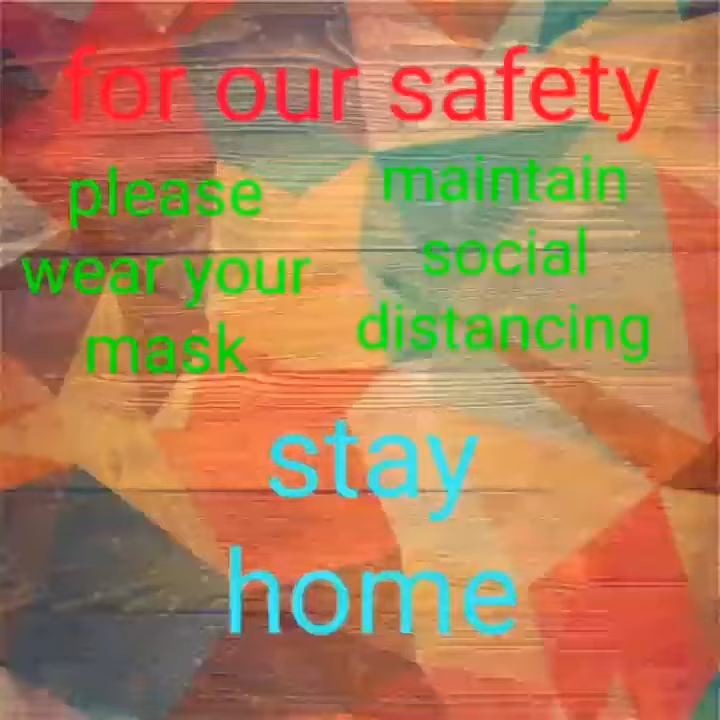 for our safety
please
wear your
mask
maintain
social
distancing
stay
home